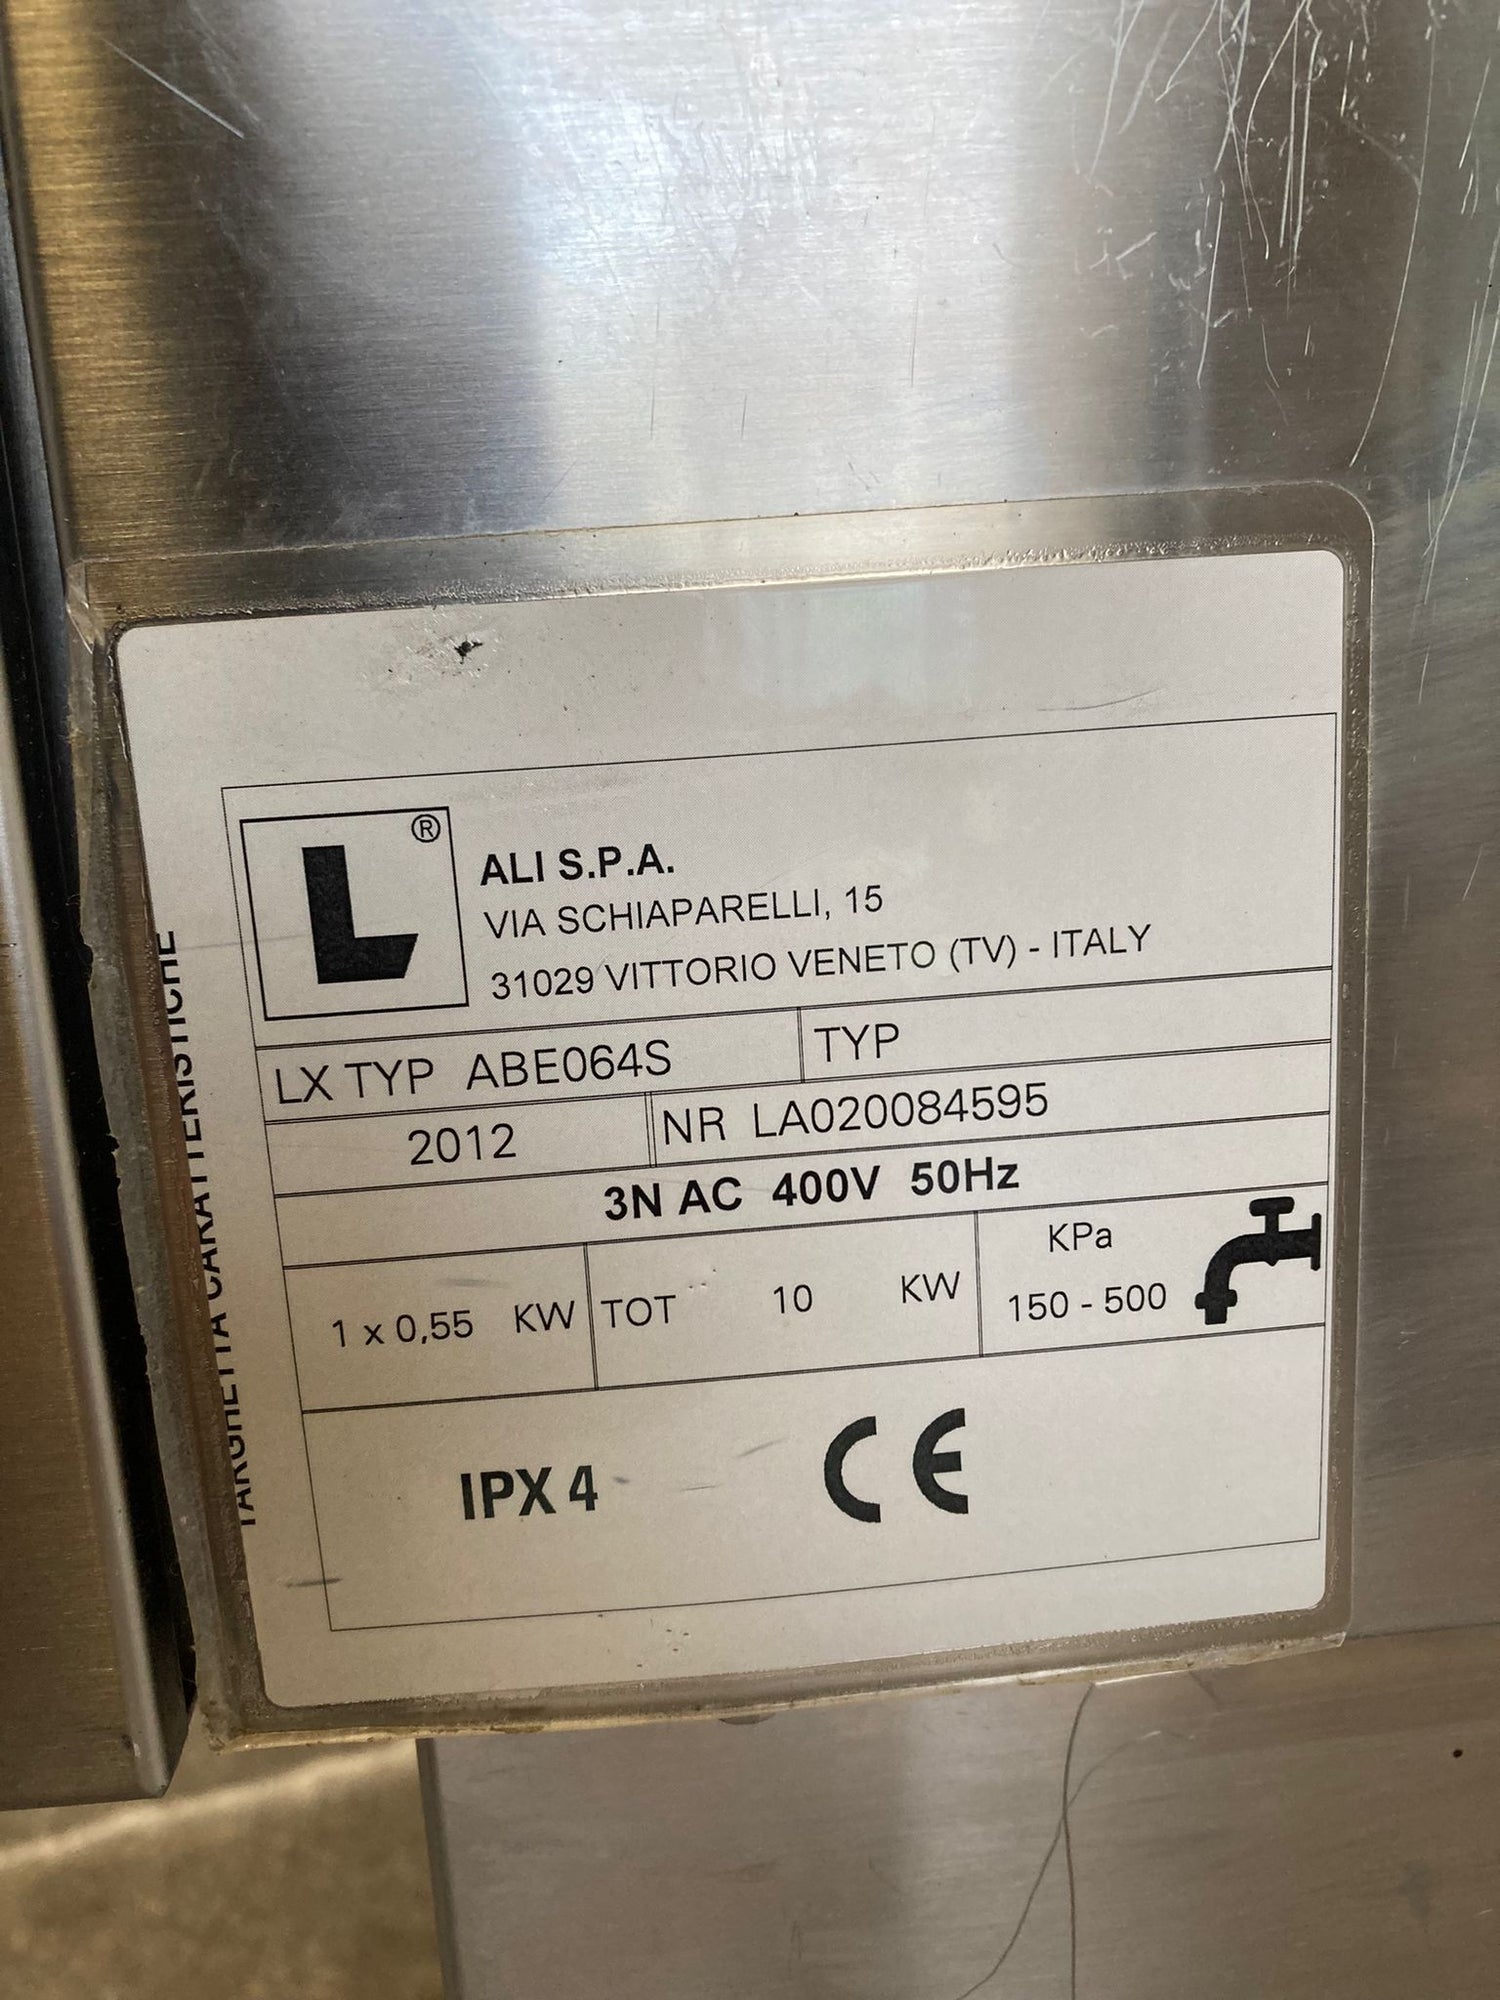 TARGHETTA CARATTERISTICHE
L®
ALI S.P.A.
VIA SCHIAPARELLI, 15
31029 VITTORIO VENETO (TV) - ITALY
LX TYP ABE064S TYP
2012 NR LA020084595
3N AC 400V 50Hz
KPa
1 x 0,55 KW TOT 10 KW 150 - 500
IPX 4 CE